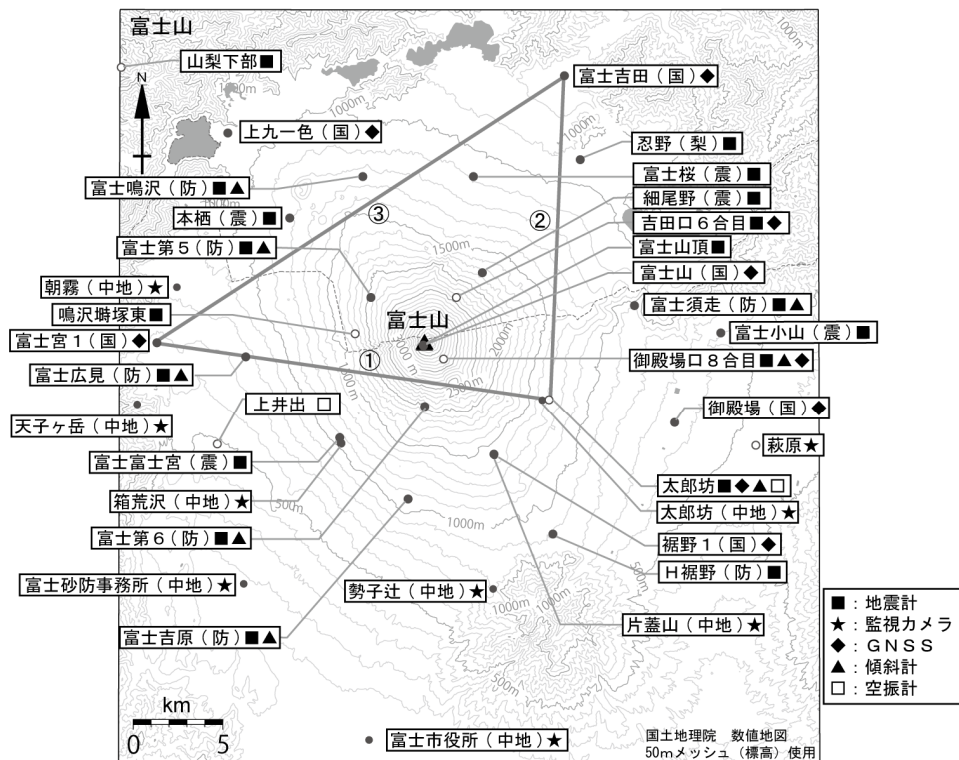 富士山
山梨下部■
N
1000m
1000m
1000m
富士吉田（国）◆
上九一色（国）◆
1000m
忍野（梨）■
富士鳴沢（防）■▲
富士桜（震）■
細尾野（震）■
③
本栖（震）■
②
吉田口６合目■◆
富士第５（防）■▲
1500m
富士山頂■
富士山（国）◆
朝霧（中地）★
富士須走（防）■▲
鳴沢塒塚東■
富士山
富士小山（震）■
富士宮１（国）◆
2000m
①
御殿場口８合目■▲◆
富士広見（防）■▲
2500m
上井出 □
御殿場（国）◆
天子ヶ岳（中地）★
萩原★
富士富士宮（震）■
太郎坊■◆▲□
箱荒沢（中地）★
500m
太郎坊（中地）★
1000m
富士第６（防）■▲
裾野１（国）◆
500m
Ｈ裾野（防）■
富士砂防事務所（中地）★
勢子辻（中地）★
1000m
1000m
富士吉原（防）■▲
片蓋山（中地）★
500m
■：地震計
★：監視カメラ
◆：ＧＮＳＳ
▲：傾斜計
□：空振計
km
0 5
富士市役所（中地）★
国土地理院　数値地図
50mメッシュ（標高）使用